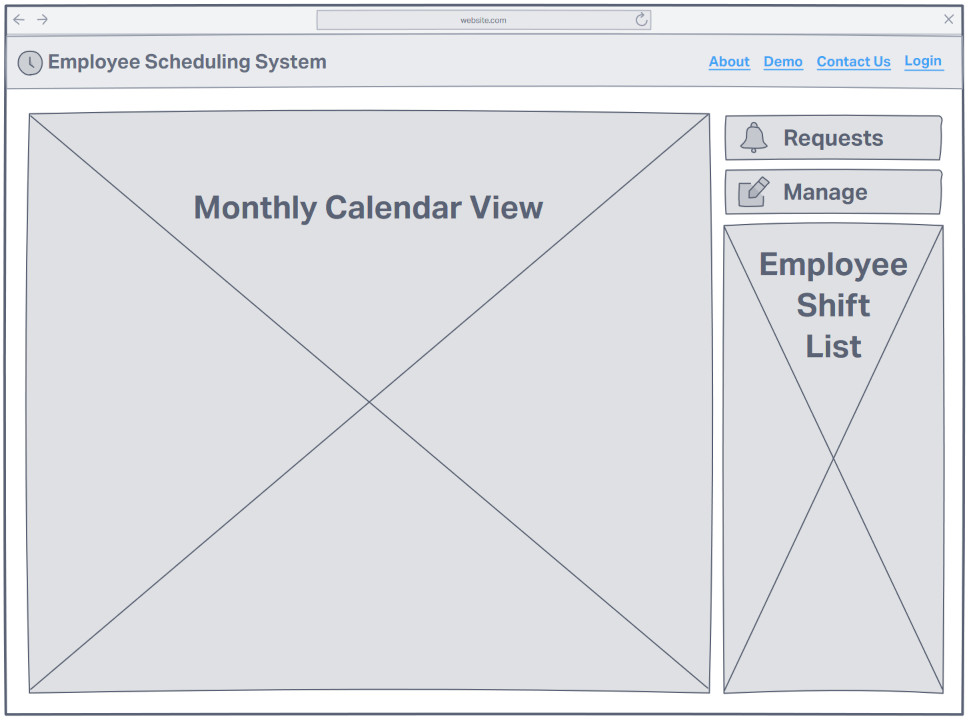 website.com
Employee Scheduling System
About Demo Contact Us Login
Monthly Calendar View
Requests
Manage
Employee
Shift
List